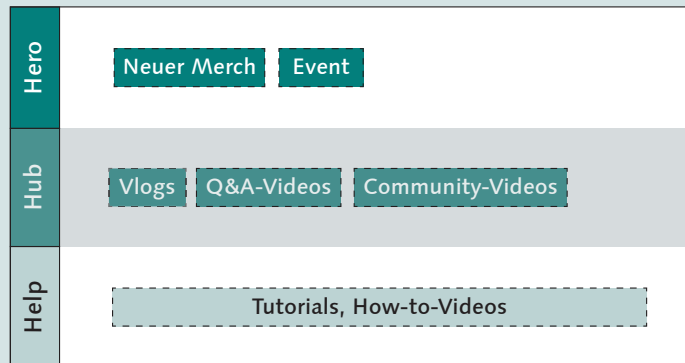 Hero
Neuer Merch
Event
Hub
Vlogs
Q&A-Videos
Community-Videos
Help
Tutorials, How-to-Videos